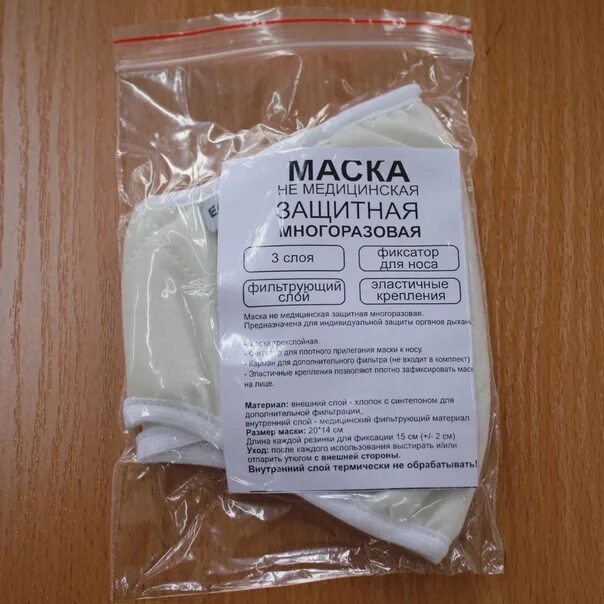 МАСКА
НЕ МЕДИЦИНСКАЯ
ЗАЩИТНАЯ
МНОГОРАЗОВАЯ
3 слоя
фиксатор
для носа
фильтрующий
слой
эластичные
крепления
Маска не медицинская защитная многоразовая.
Предназначена для индивидуальной защиты органов дыхан
для плотного прилегания маски к носу.
- Карман для дополнительного фильтра (не входит в комплект)
- Эластичные крепления позволяют плотно зафиксировать маск
на лице.
Материал: внешний слой - хлопок с синтепоном для
дополнительной фильтрации,
внутренний слой - медицинский фильтрующий материал
Размер маски: 20*14 см
Длина каждой резинки для фиксации 15 см (+/- 2 см)
Уход: после каждого использования выстирать и/или
отпарить утюгом с внешней стороны.
Внутренний слой термически не обрабатывать!